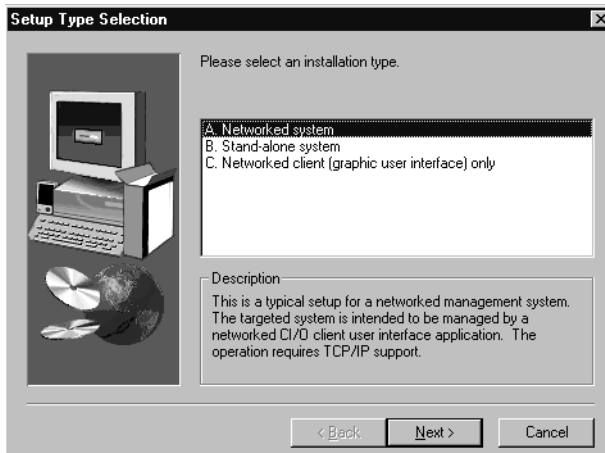 Setup Type Selection
Please select an installation type.
A. Networked system
B. Stand-alone system
C. Networked client (graphic user interface) only
Description
This is a typical setup for a networked management system.
The targeted system is intended to be managed by a
networked CI/O client user interface application. The
operation requires TCP/IP support.
< Back
Next >
Cancel